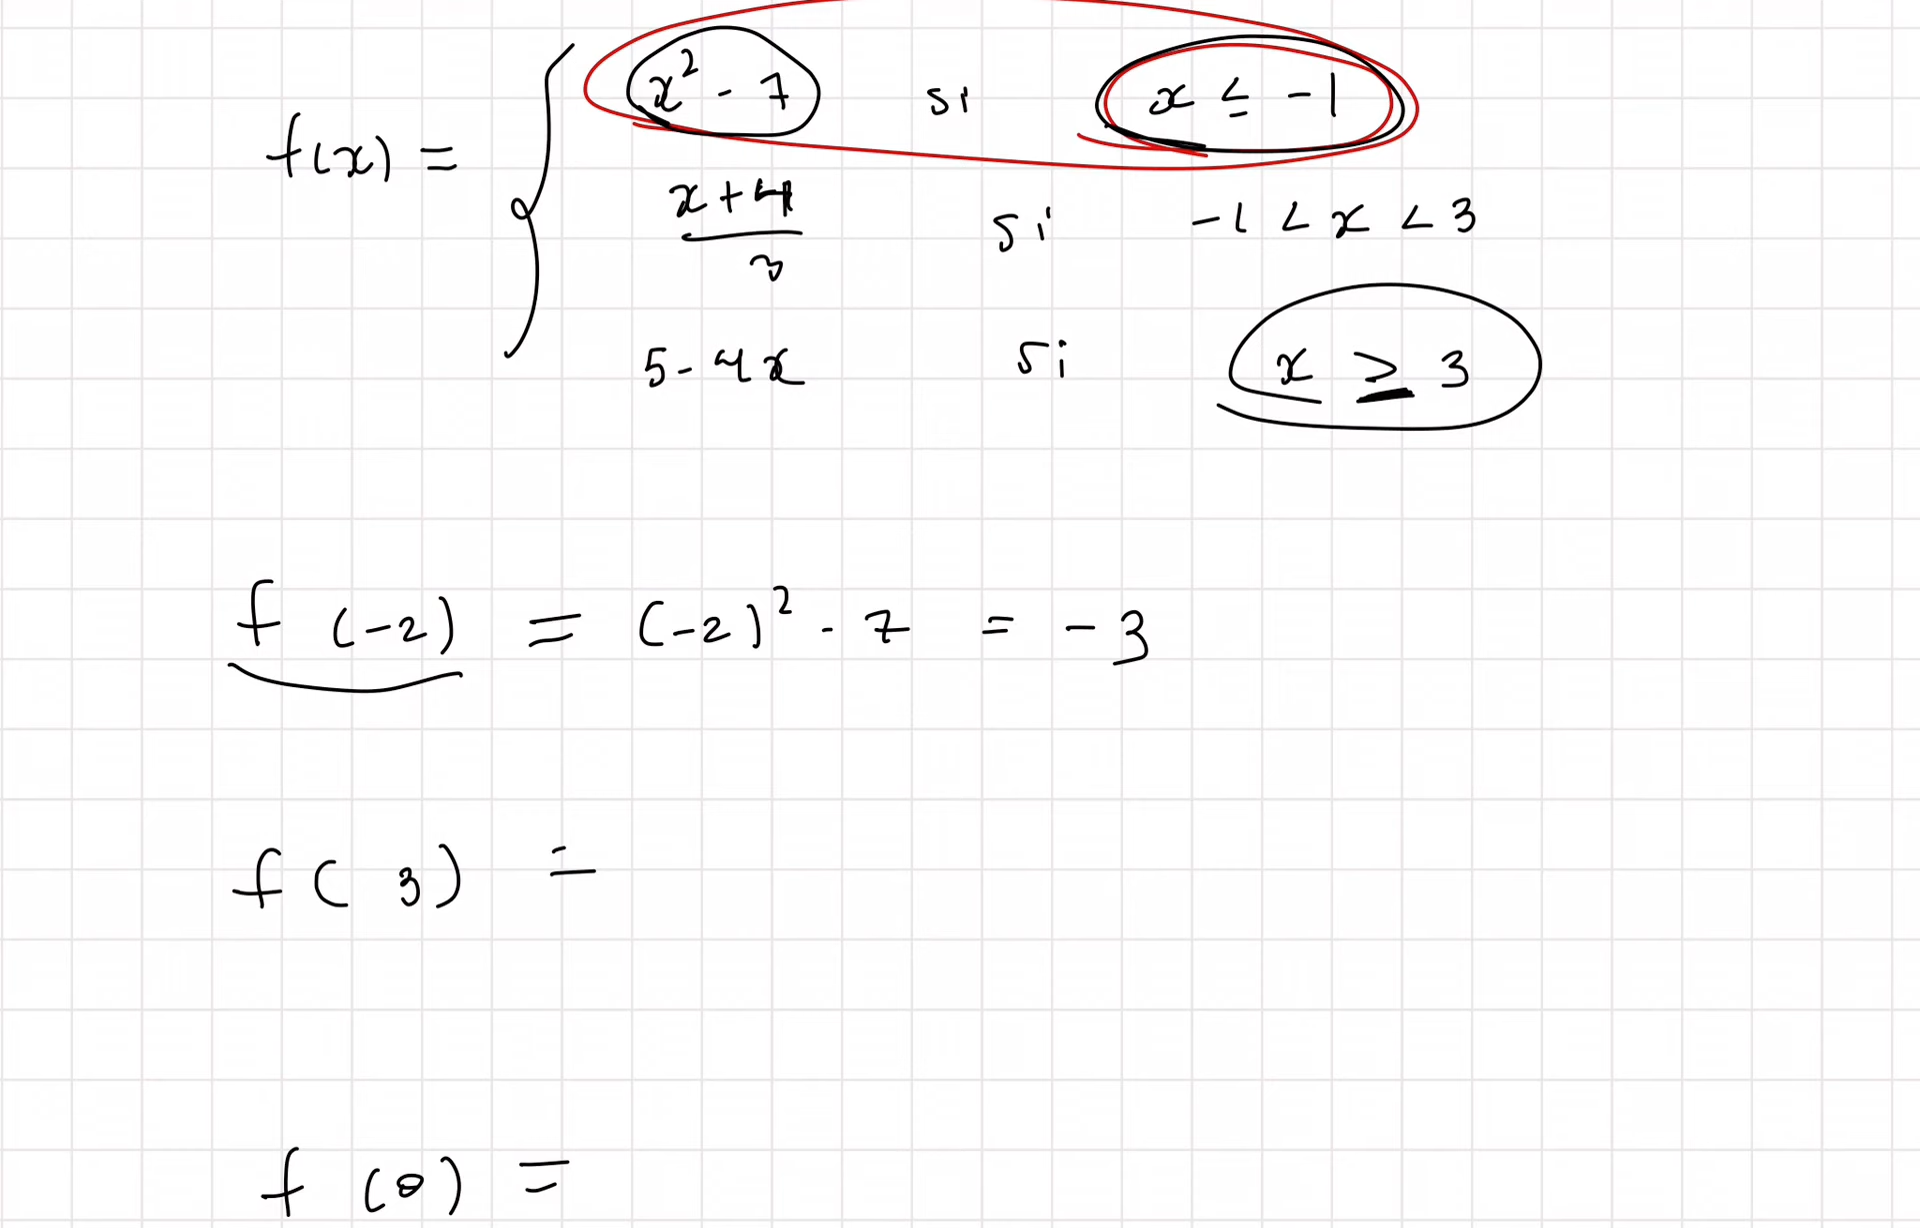 x² - 7 si x ≤ -1
f(x) = { x+4 / 3 si -1 < x < 3
5 - 4x si x ≥ 3
f (-2) = (-2)² - 7 = -3
f( 3) =
f (0) =